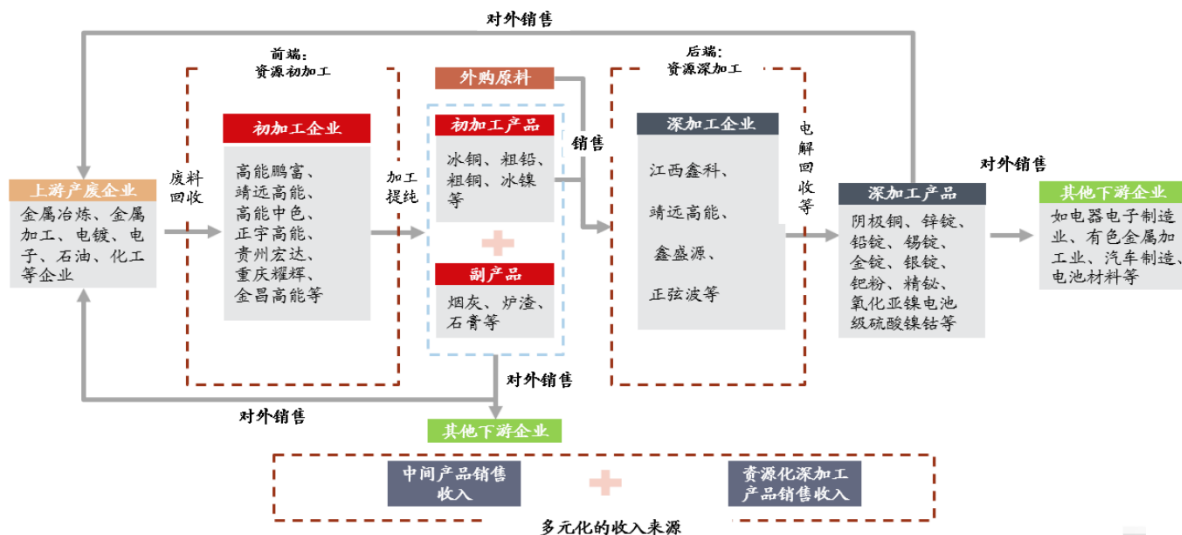 对外销售
前端：
资源初加工
初加工企业
高能鹏富、
靖远高能、
高能中色、
正宇高能、
贵州宏达、
重庆耀辉、
金昌高能等
上游产废企业
金属冶炼、金属
加工、电镀、电
子、石油、化工
等企业
废料
回收
加工
提纯
外购原料
初加工产品
冰铜、粗铅、
粗铜、冰镍
等
副产品
烟灰、炉渣、
石膏等
销售
后端：
资源深加工
深加工企业
江西鑫科、
靖远高能、
鑫盛源、
正弦波等
电解回收等
深加工产品
阴极铜、锌锭、
铅锭、锡锭、
金锭、银锭、
钯粉、精铋、
氧化亚镍电池
级硫酸镍钴等
对外销售
其他下游企业
如电器电子制造
业、有色金属加
工业、汽车制造、
电池材料等
对外销售
对外销售
其他下游企业
中间产品销售
收入
资源化深加工
产品销售收入
多元化的收入来源